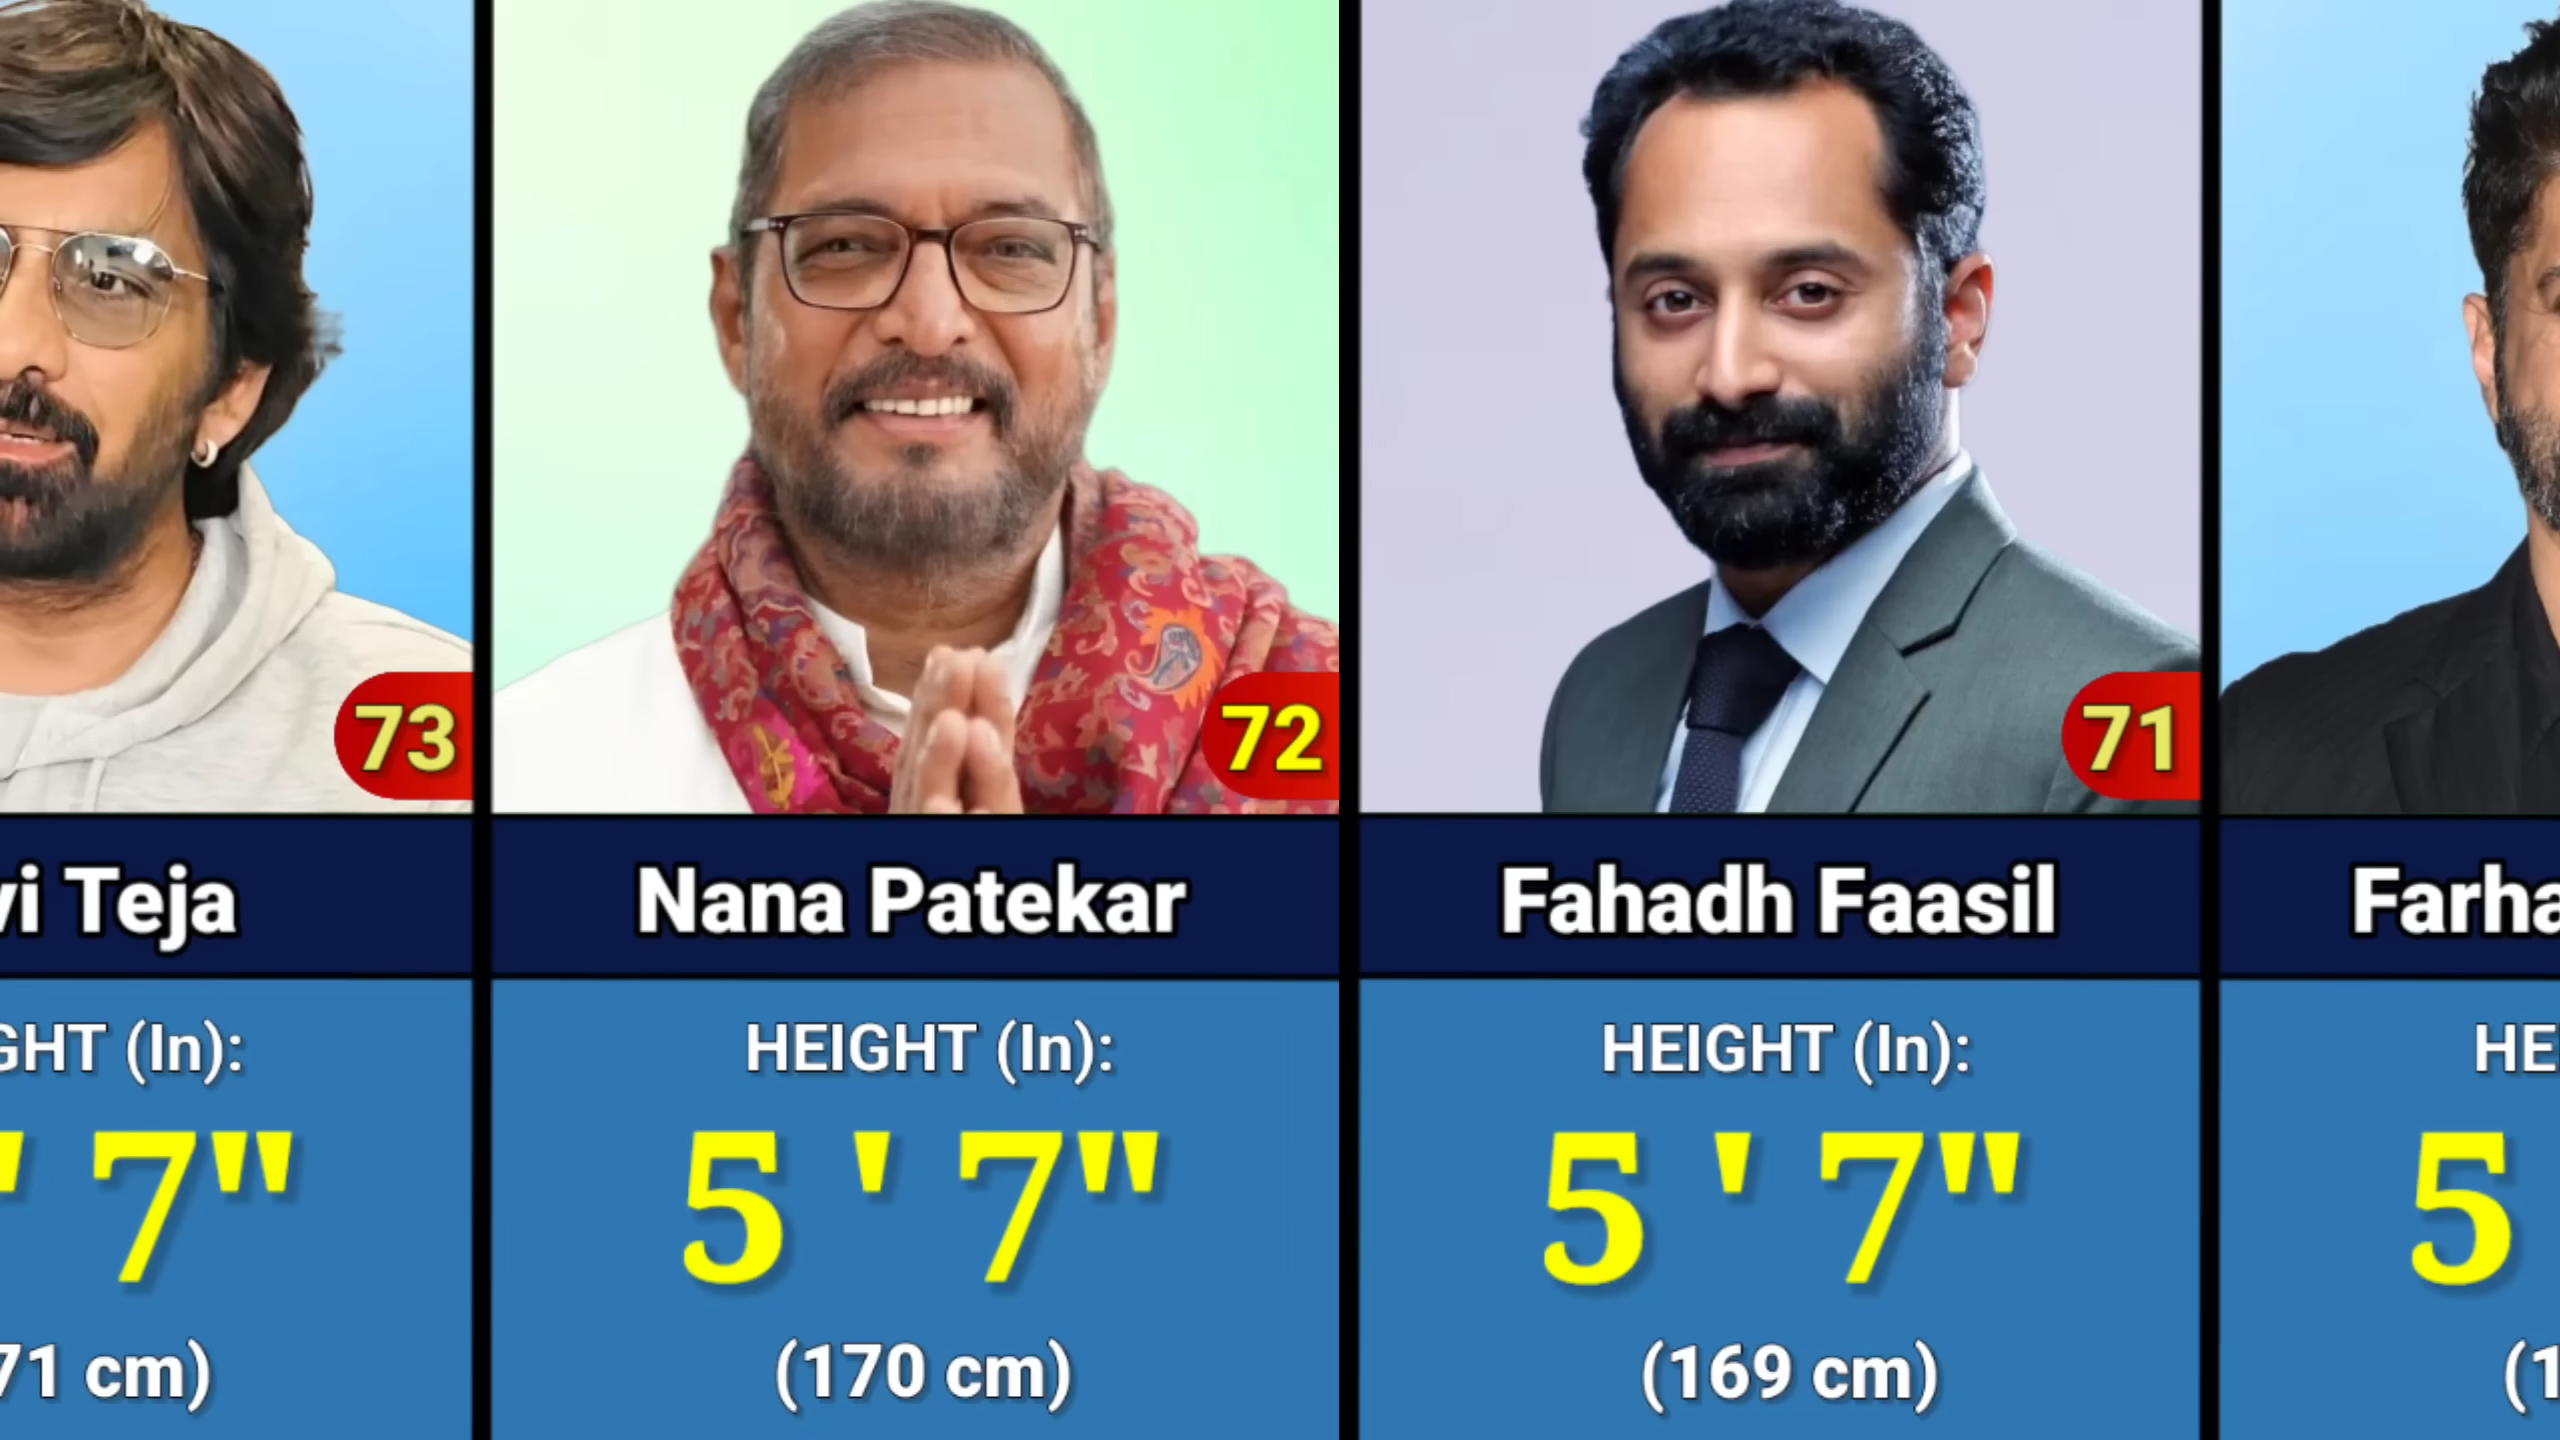 73
vi Teja
GHT (In):
' 7"
71 cm)
72
Nana Patekar
HEIGHT (In):
5 ' 7"
(170 cm)
71
Fahadh Faasil
HEIGHT (In):
5 ' 7"
(169 cm)
Farha
HE
5
(1